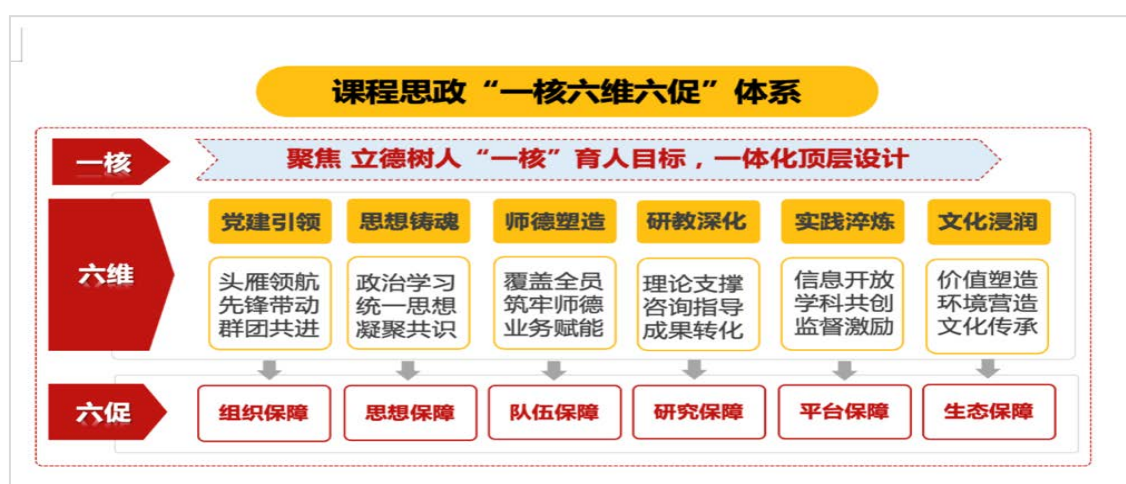 课程思政“一核六维六促”体系
一核
聚焦 立德树人“一核”育人目标，一体化顶层设计
六维
党建引领
头雁领航
先锋带动
群团共进
思想铸魂
政治学习
统一思想
凝聚共识
师德塑造
覆盖全员
筑牢师德
业务赋能
研教深化
理论支撑
咨询指导
成果转化
实践淬炼
信息开放
学科共创
监督激励
文化浸润
价值塑造
环境营造
文化传承
六促
组织保障
思想保障
队伍保障
研究保障
平台保障
生态保障